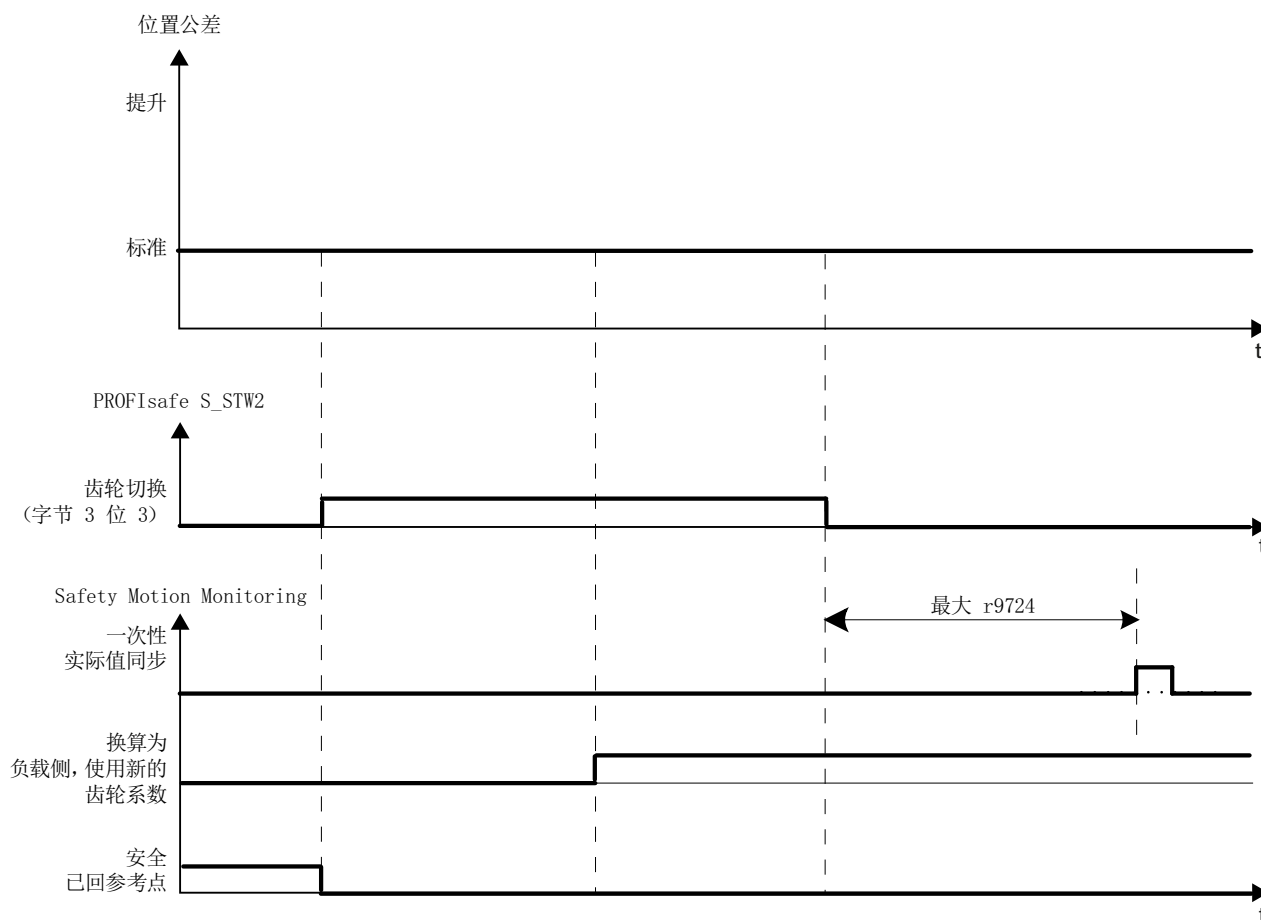 位置公差
提升
标准
t
PROFIsafe S_STW2
齿轮切换
(字节 3 位 3)
t
Safety Motion Monitoring
一次性
实际值同步
最大 r9724
换算为
负载侧,使用新的
齿轮系数
安全
已回参考点
t